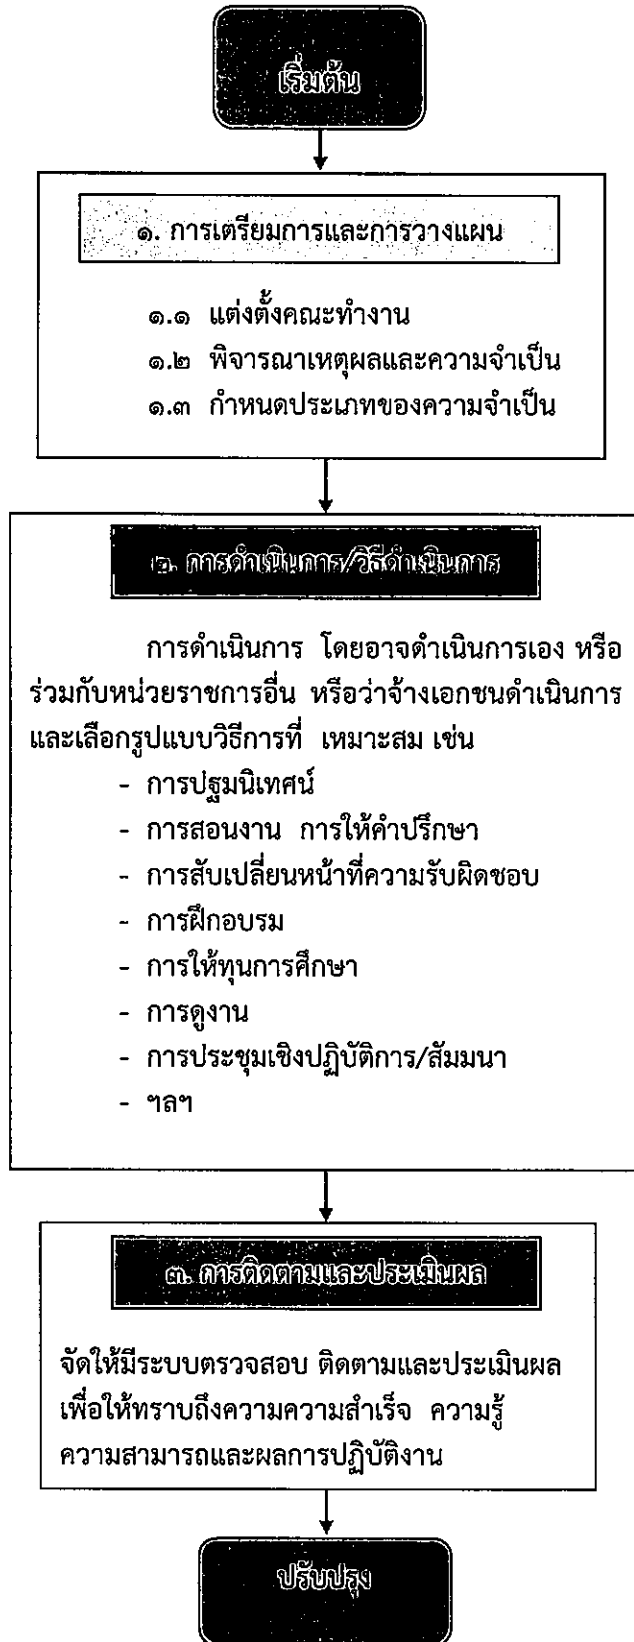 เริ่มต้น
๑. การเตรียมการและการวางแผน
๑.๑ แต่งตั้งคณะทำงาน
๑.๒ พิจารณาเหตุผลและความจำเป็น
๑.๓ กำหนดประเภทของความจำเป็น
๒. การดำเนินการ/วิธีดำเนินการ
การดำเนินการ โดยอาจดำเนินการเอง หรือ
ร่วมกับหน่วยราชการอื่น หรือว่าจ้างเอกชนดำเนินการ
และเลือกรูปแบบวิธีการที่ เหมาะสม เช่น
- การปฐมนิเทศน์
- การสอนงาน การให้คำปรึกษา
- การสับเปลี่ยนหน้าที่ความรับผิดชอบ
- การฝึกอบรม
- การให้ทุนการศึกษา
- การดูงาน
- การประชุมเชิงปฏิบัติการ/สัมมนา
- ฯลฯ
๓. การติดตามและประเมินผล
จัดให้มีระบบตรวจสอบ ติดตามและประเมินผล
เพื่อให้ทราบถึงความความสำเร็จ ความรู้
ความสามารถและผลการปฏิบัติงาน
ปรับปรุง